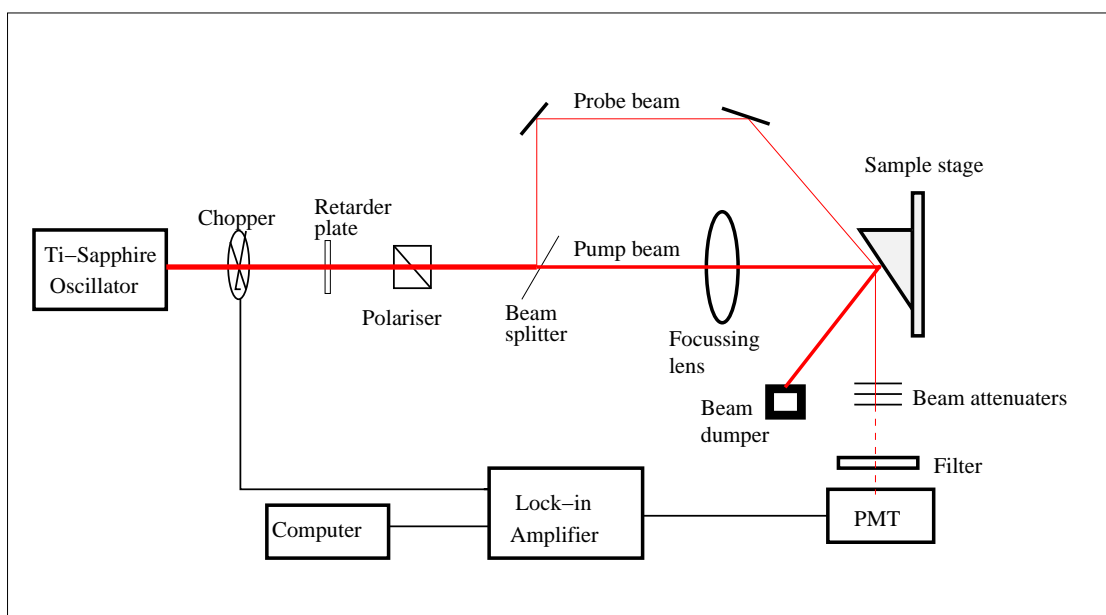 Probe beam
Sample stage
Chopper
Retarder
plate
Ti−Sapphire
Oscillator
Pump beam
Polariser
Beam
splitter
Focussing
lens
Beam attenuaters
Beam
dumper
Filter
Lock−in
Amplifier
PMT
Computer